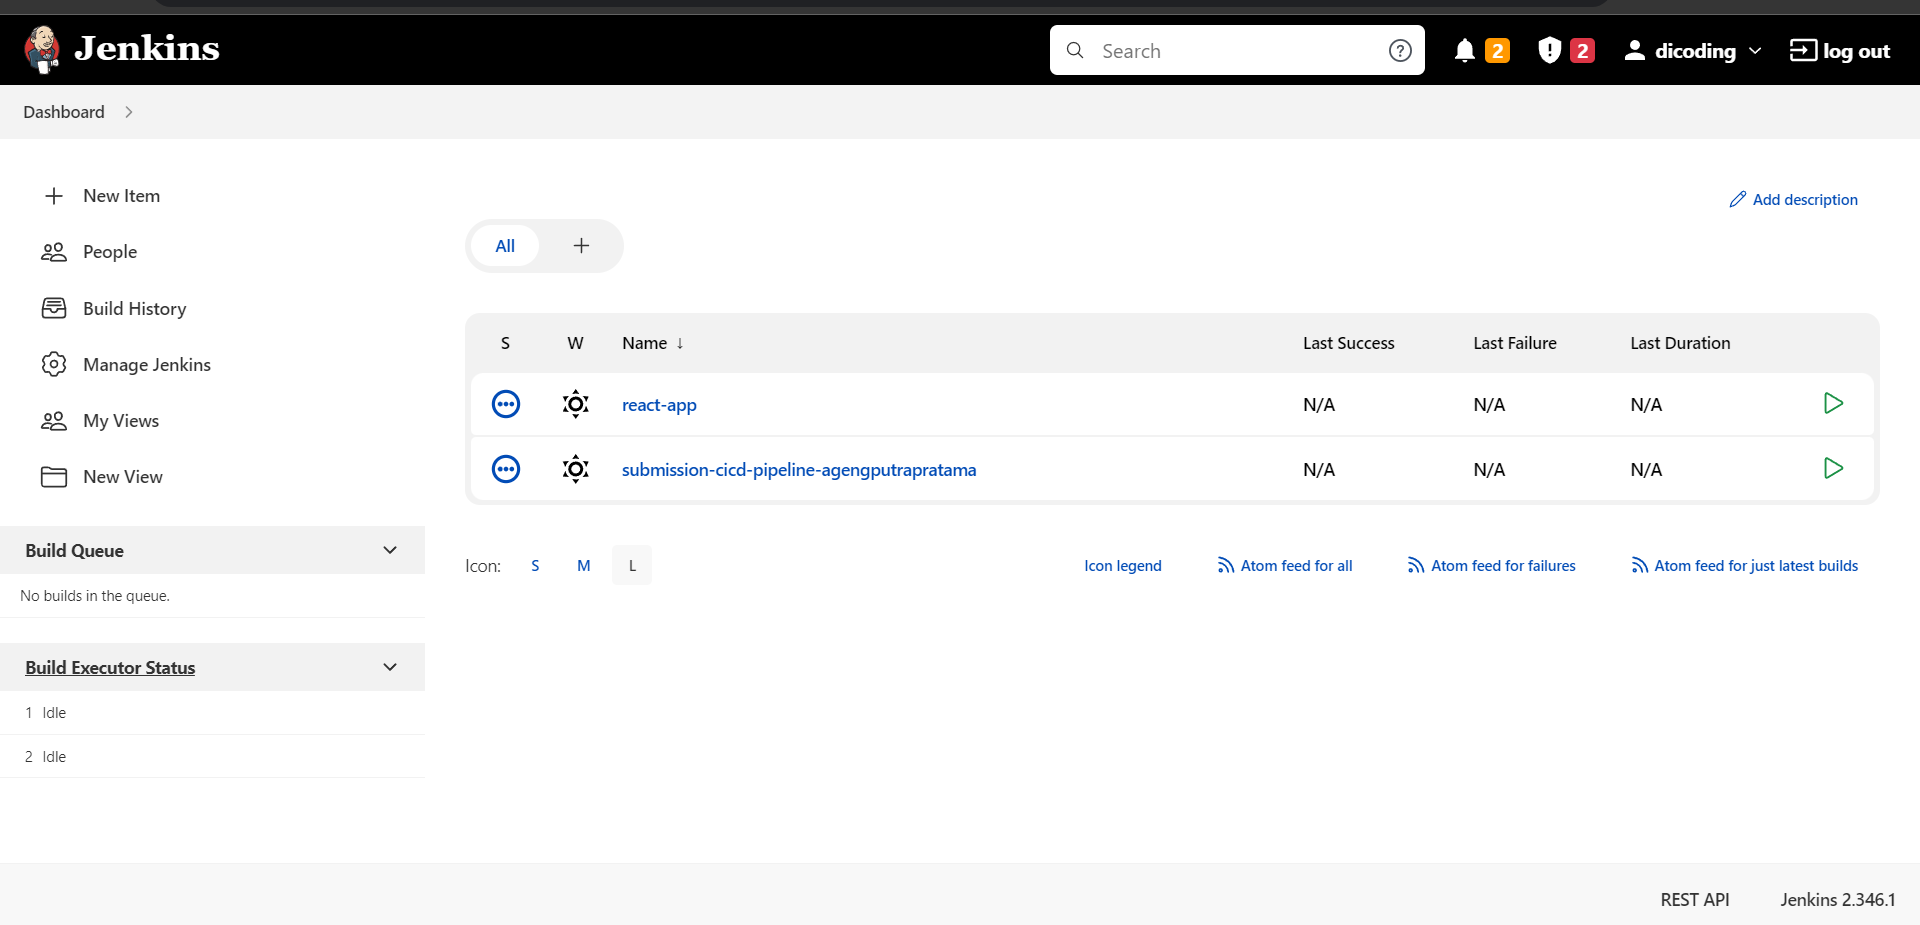 Jenkins
Search
2
2
dicoding
log out
Dashboard
New Item
People
Build History
Manage Jenkins
My Views
New View
Build Queue
No builds in the queue.
Build Executor Status
1 Idle
2 Idle
Add description
All
S W Name ↓ Last Success Last Failure Last Duration
react-app N/A N/A N/A
submission-cicd-pipeline-agengputrapratama N/A N/A N/A
Icon: S M L
Icon legend Atom feed for all Atom feed for failures Atom feed for just latest builds
REST API Jenkins 2.346.1